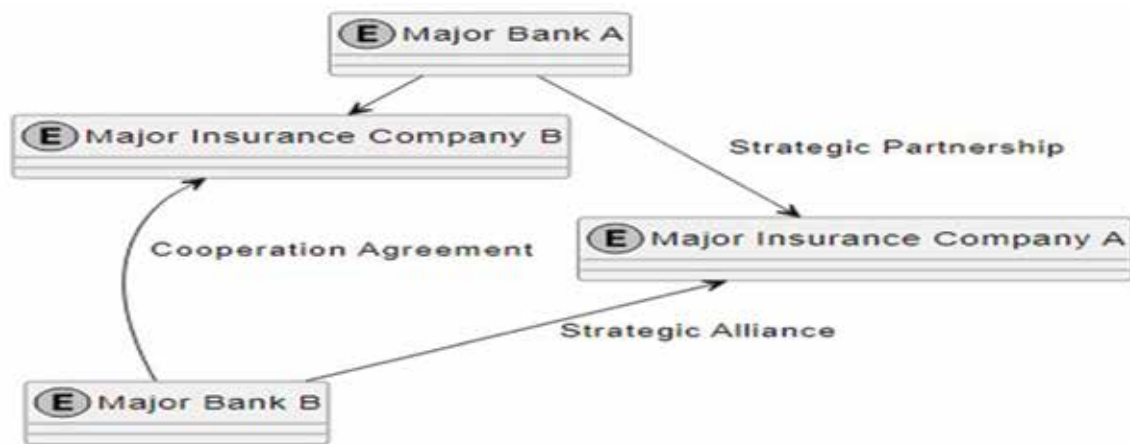 E Major Bank A
E Major Insurance Company B
Strategic Partnership
E Major Insurance Company A
Cooperation Agreement
Strategic Alliance
E Major Bank B